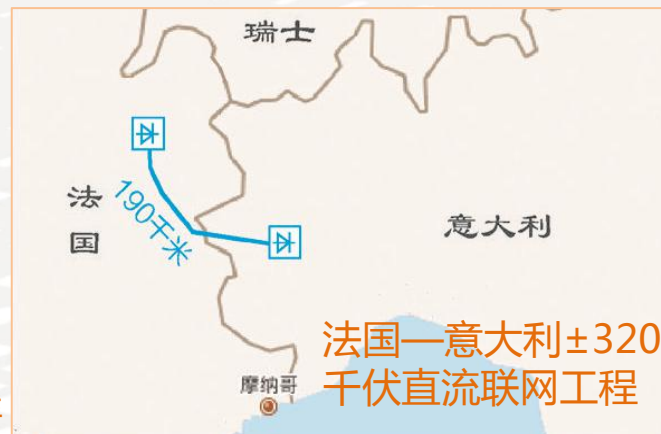 瑞士
法
国
190千米
意大利
法国—意大利±320
千伏直流联网工程
摩纳哥